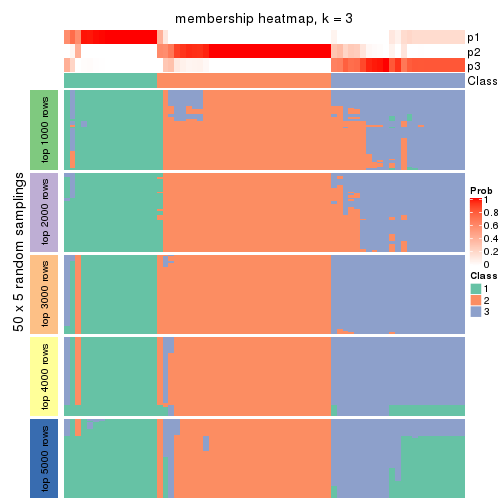 membership heatmap, k = 3
p1
p2
p3
Class
50 x 5 random samplings
top 1000 rows
top 2000 rows
top 3000 rows
top 4000 rows
top 5000 rows
Prob
1
0.8
0.6
0.4
0.2
0
Class
1
2
3